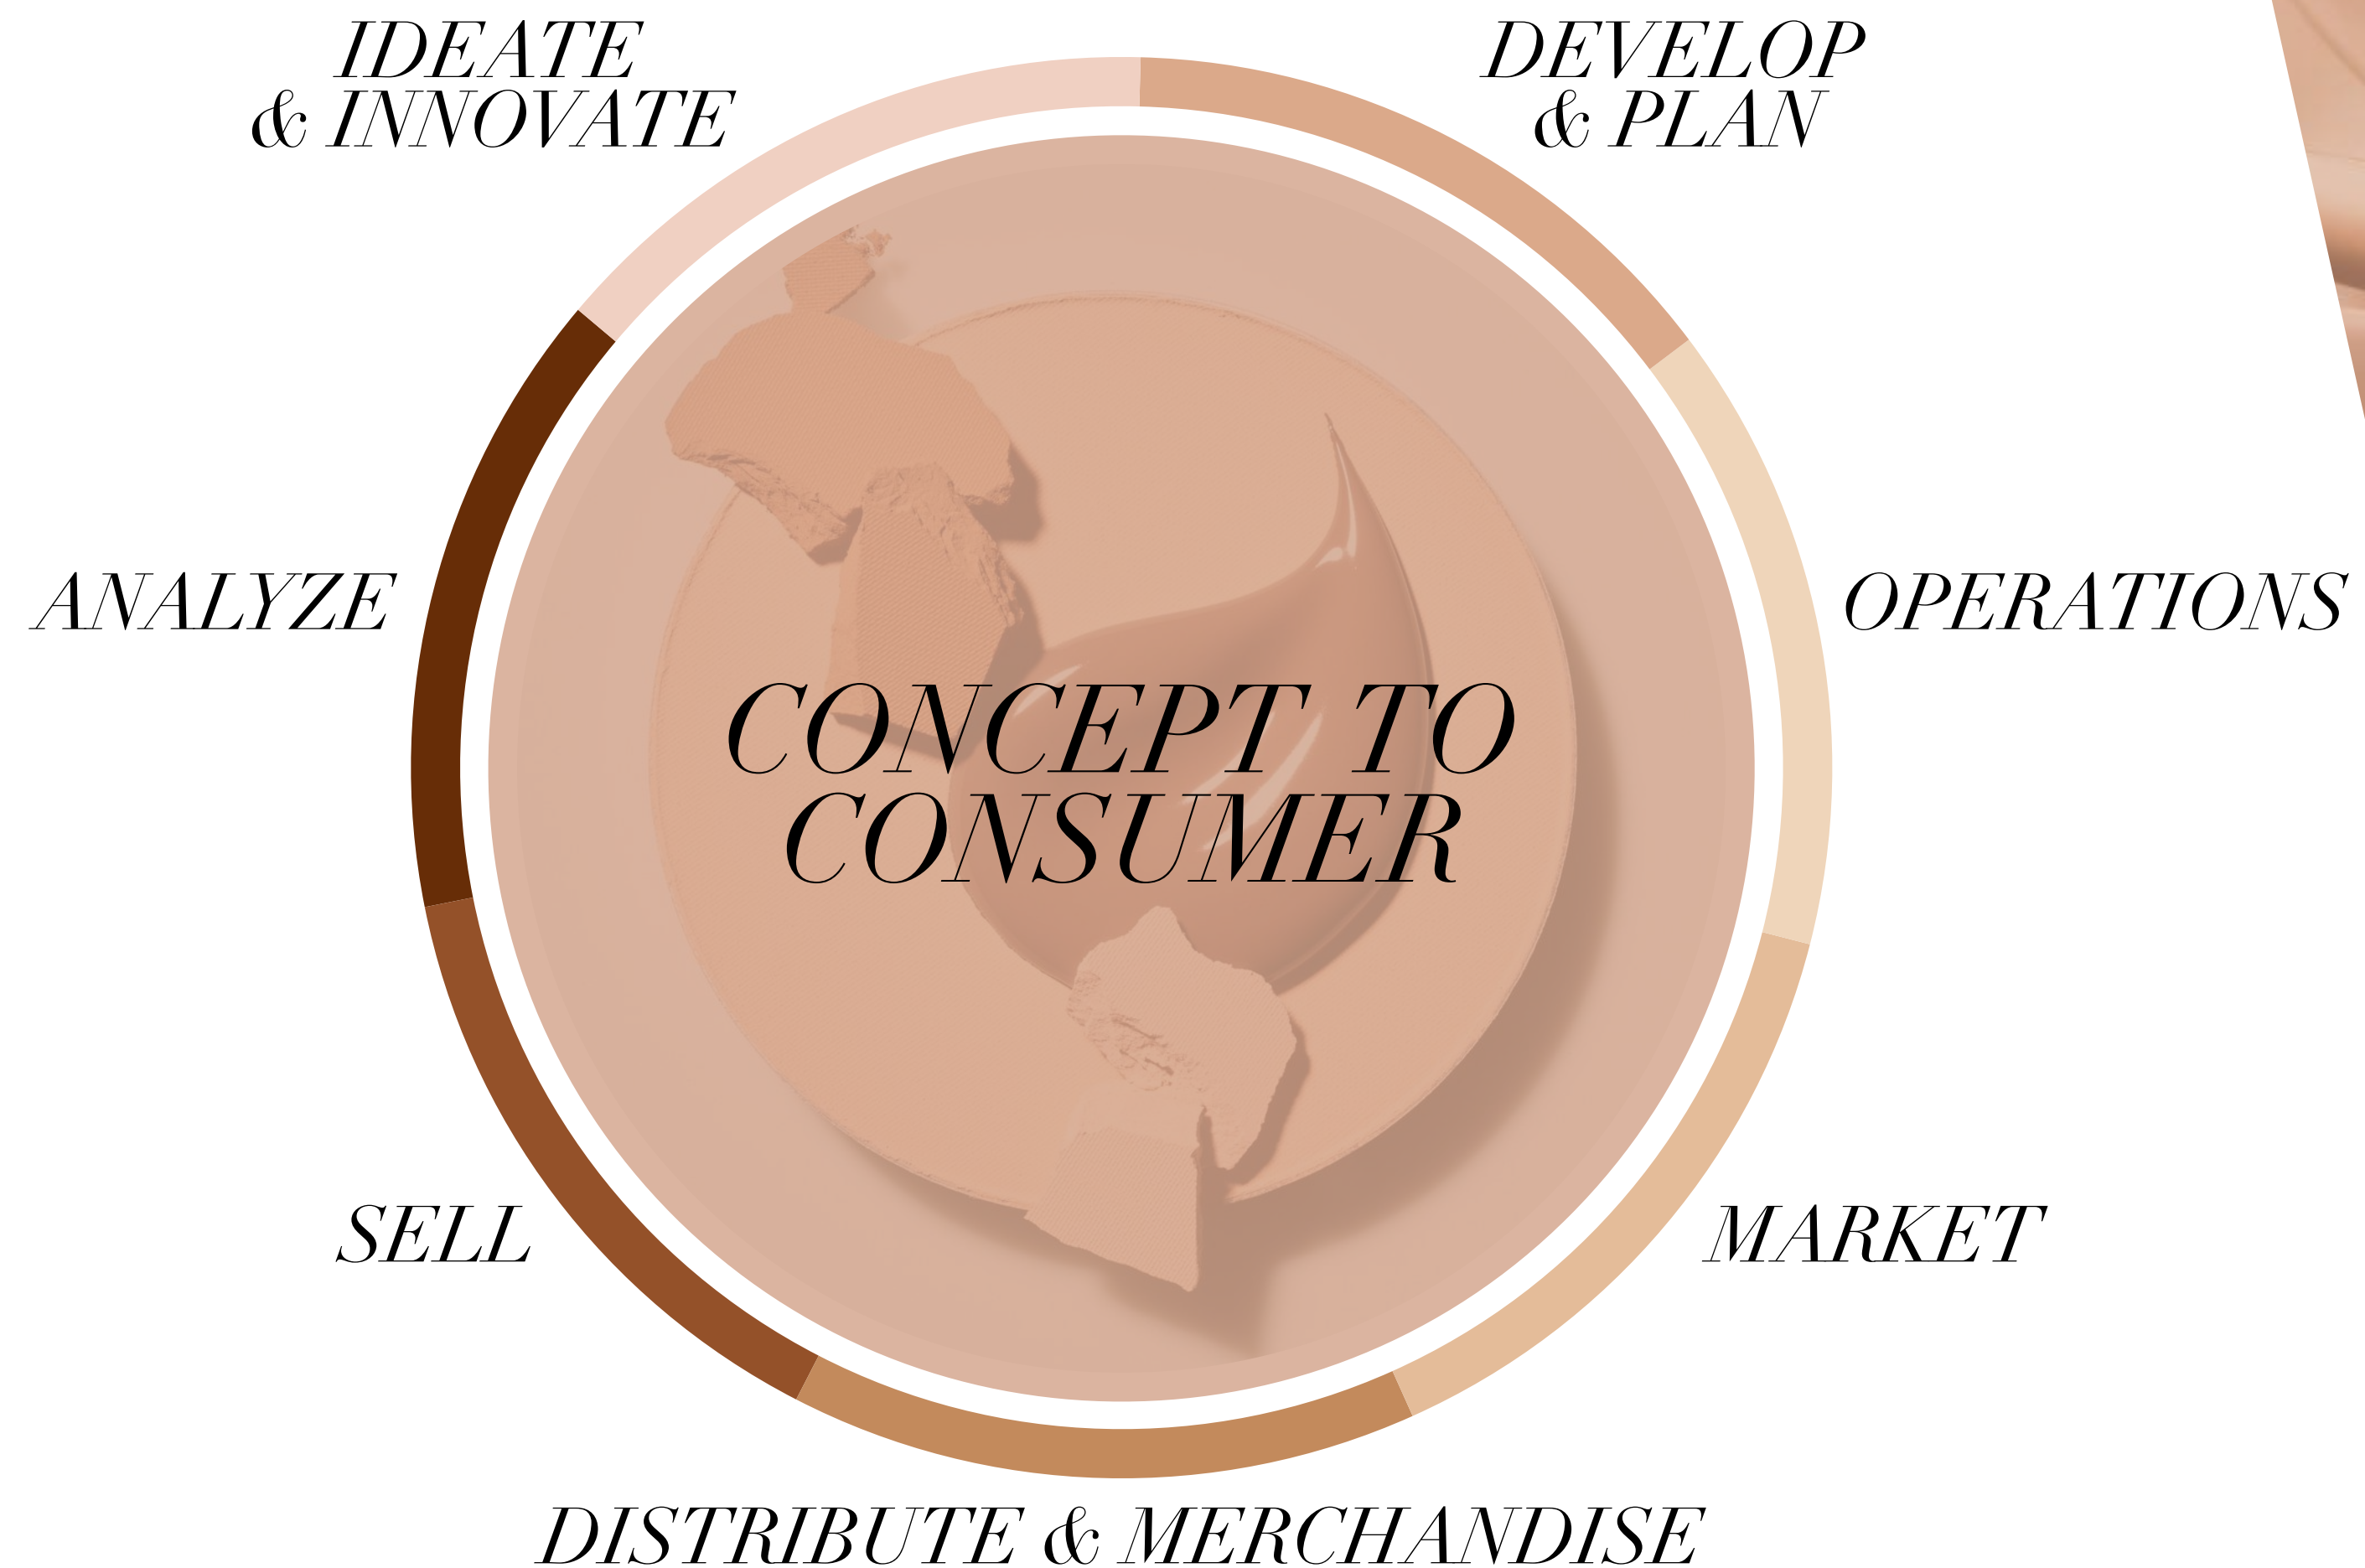 IDEATE
& INNOVATE
DEVELOP
& PLAN
ANALYZE
OPERATIONS
CONCEPT TO
CONSUMER
SELL
MARKET
DISTRIBUTE & MERCHANDISE